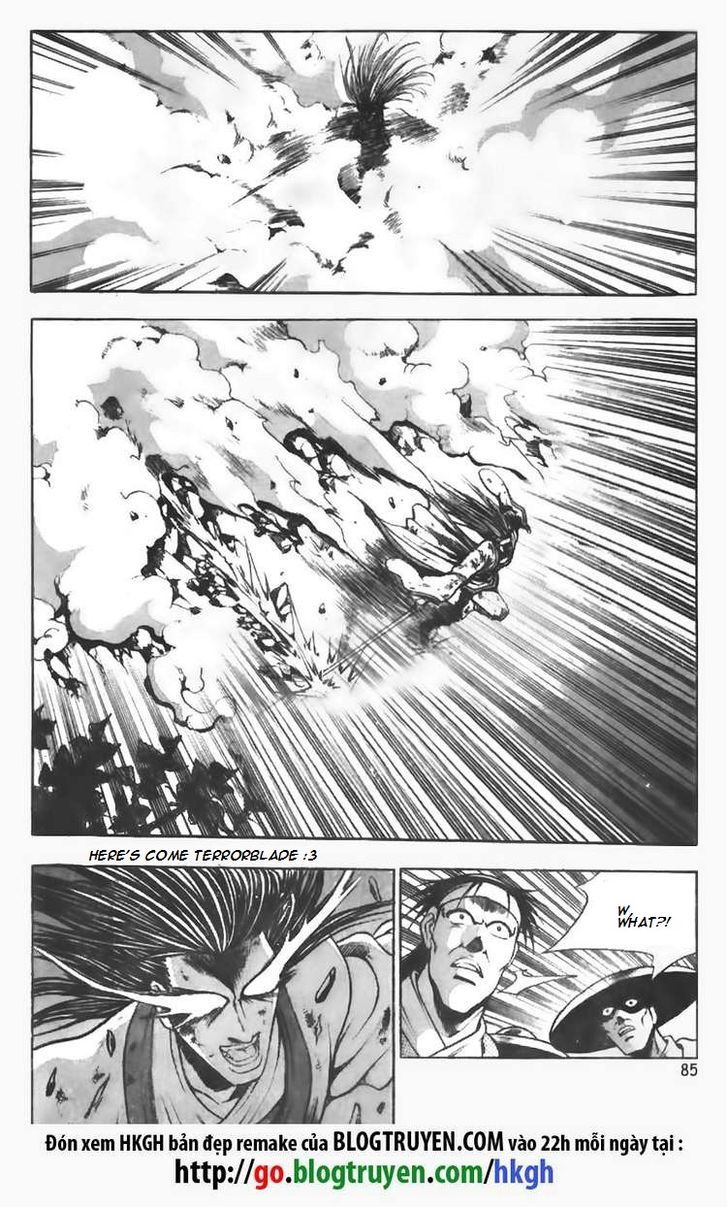 HERE'S COME TERRORBLADE :3
W,
WHAT?!
85
Đón xem HKGH bản đẹp remake của BLOGTRUYEN.COM vào 22h mỗi ngày tại :
http://go.blogtruyen.com/hkgh